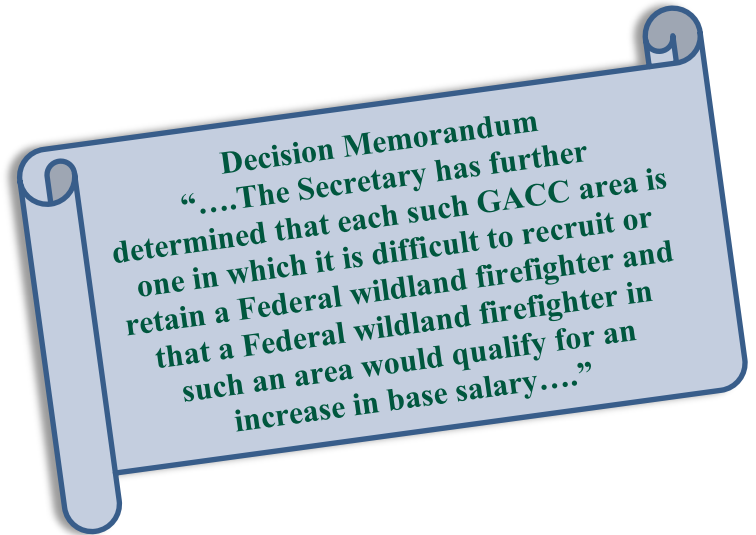 Decision Memorandum
“….The Secretary has further
determined that each such GACC area is
one in which it is difficult to recruit or
retain a Federal wildland firefighter and
that a Federal wildland firefighter in
such an area would qualify for an
increase in base salary….”